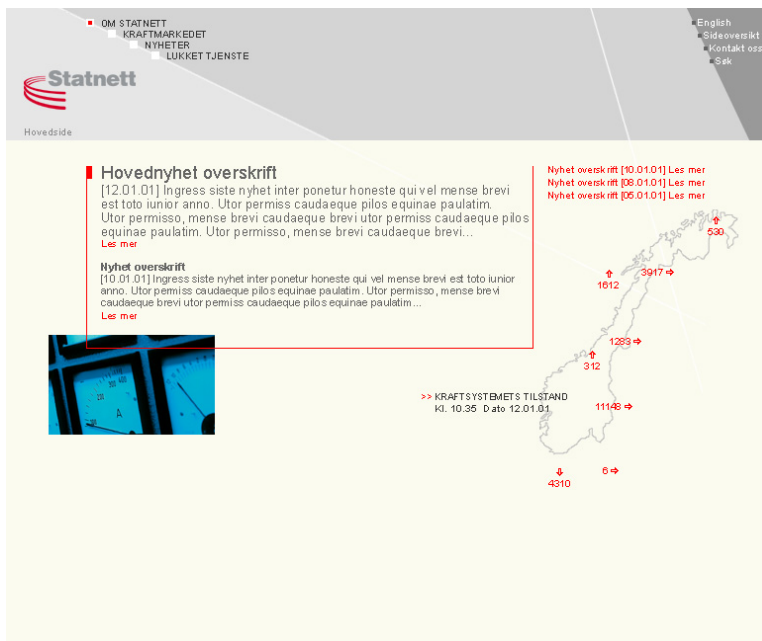 OM STATNETT
KRAFTMARKEDET
NYHETER
LUKKET TJENSTE
English
Sideoversikt
Kontakt oss
Søk
Statnett
Hovedside
Hovednyhet overskrift
[12.01.01] Ingress siste nyhet inter ponetur honeste qui vel mense brevi
est toto iunior anno. Utor permiss caudaeque pilos equinae paulatim.
Utor permisso, mense brevi caudaeque brevi utor permiss caudaeque pilos
equinae paulatim. Utor permisso, mense brevi caudaeque brevi...
Les mer
Nyhet overskrift
[10.01.01] Ingress siste nyhet inter ponetur honeste qui vel mense brevi est toto iunior
anno. Utor permiss caudaeque pilos equinae paulatim. Utor permisso, mense brevi
caudaeque brevi utor permiss caudaeque pilos equinae paulatim...
Les mer
Nyhet overskrift [10.01.01] Les mer
Nyhet overskrift [08.01.01] Les mer
Nyhet overskrift [05.01.01] Les mer
530
3917
1612
1283
312
>> KRAFTSYSTEMETS TILSTAND
Kl. 10.35 Dato 12.01.01
11148
6
4310
A